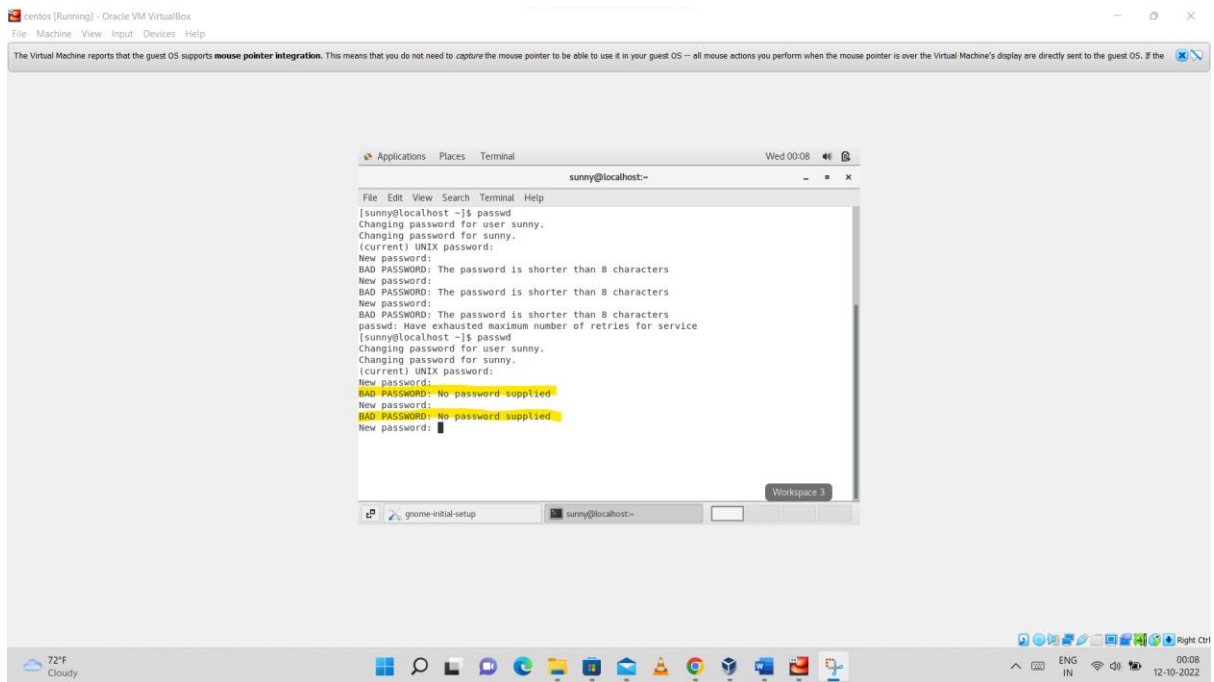 centos [Running] - Oracle VM VirtualBox
File Machine View Input Devices Help
The Virtual Machine reports that the guest OS supports mouse pointer integration. This means that you do not need to capture the mouse pointer to be able to use it in your guest OS -- all mouse actions you perform when the mouse pointer is over the Virtual Machine's display are directly sent to the guest OS. If the
Applications Places Terminal Wed 00:08
sunny@localhost:~
File Edit View Search Terminal Help
[sunny@localhost ~]$ passwd
Changing password for user sunny.
Changing password for sunny.
(current) UNIX password:
New password:
BAD PASSWORD: The password is shorter than 8 characters
New password:
BAD PASSWORD: The password is shorter than 8 characters
New password:
BAD PASSWORD: The password is shorter than 8 characters
passwd: Have exhausted maximum number of retries for service
[sunny@localhost ~]$ passwd
Changing password for user sunny.
Changing password for sunny.
(current) UNIX password:
New password:
BAD PASSWORD: No password supplied
New password:
BAD PASSWORD: No password supplied
New password:
Workspace 3
gnome-initial-setup sunny@localhost:~
Right Ctrl
72°F
Cloudy
ENG
IN
00:08
12-10-2022